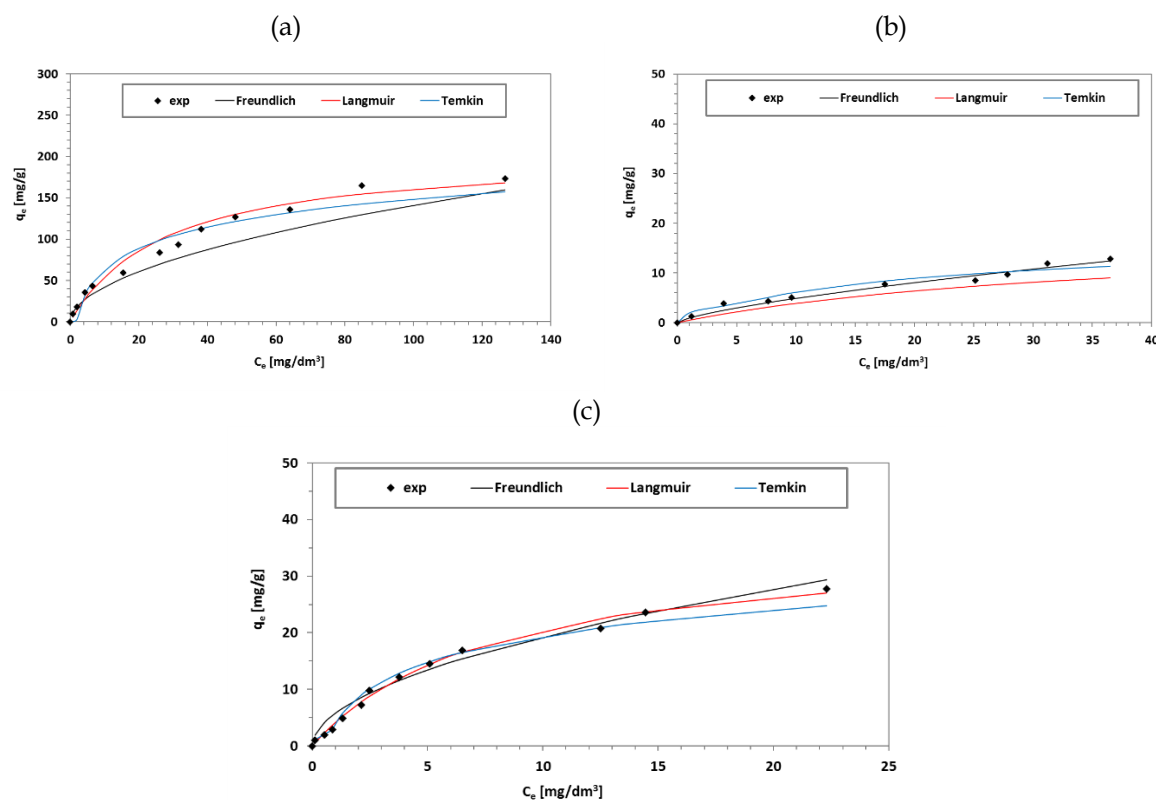 (a)
300
250
200
150
100
50
0
qₑ [mg/g]
exp Freundlich Langmuir Temkin
0 20 40 60 80 100 120 140
Cₑ [mg/dm³]
(b)
50
40
30
20
10
0
qₑ [mg/g]
exp Freundlich Langmuir Temkin
0 5 10 15 20 25 30 35 40
Cₑ [mg/dm³]
(c)
50
40
30
20
10
0
qₑ [mg/g]
exp Freundlich Langmuir Temkin
0 5 10 15 20 25
Cₑ [mg/dm³]